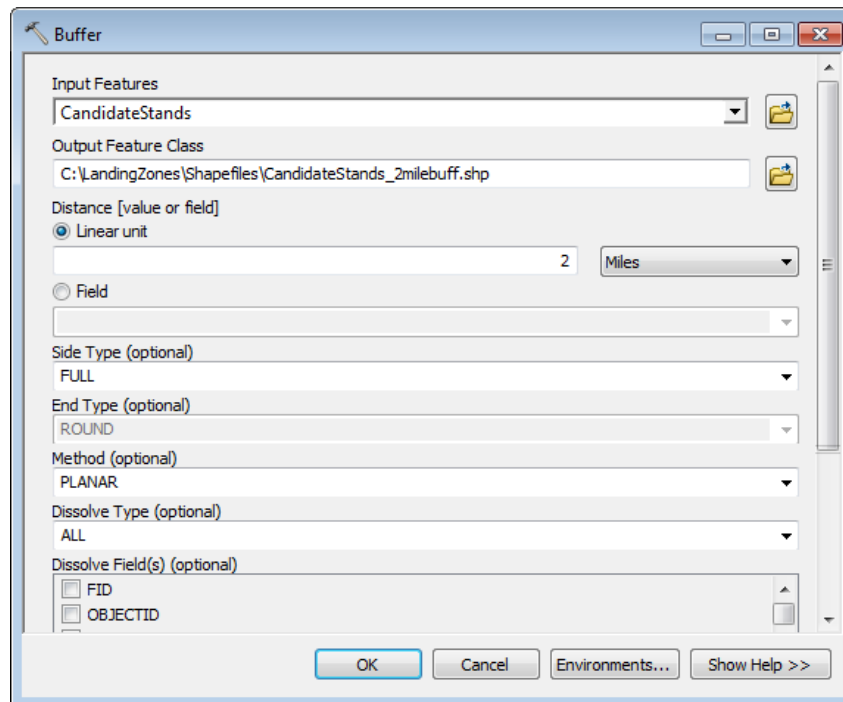 Buffer
Input Features
CandidateStands
Output Feature Class
C:\LandingZones\Shapefiles\CandidateStands_2milebuff.shp
Distance [value or field]
Linear unit
2 Miles
Field
Side Type (optional)
FULL
End Type (optional)
ROUND
Method (optional)
PLANAR
Dissolve Type (optional)
ALL
Dissolve Field(s) (optional)
FID
OBJECTID
OK Cancel Environments... Show Help >>